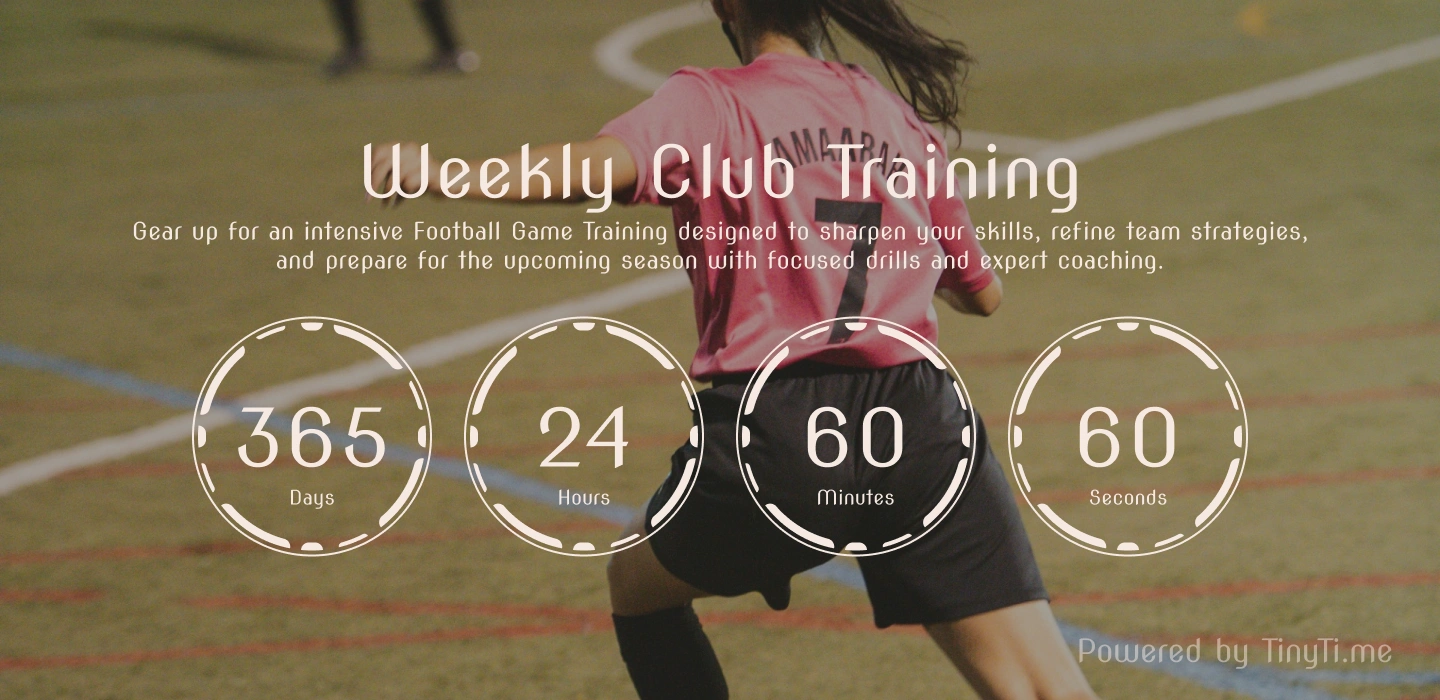 Weekly Club Training
Gear up for an intensive Football Game Training designed to sharpen your skills, refine team strategies,
and prepare for the upcoming season with focused drills and expert coaching.
7
365
Days
24
Hours
60
Minutes
60
Seconds
Powered by TinyTi.me